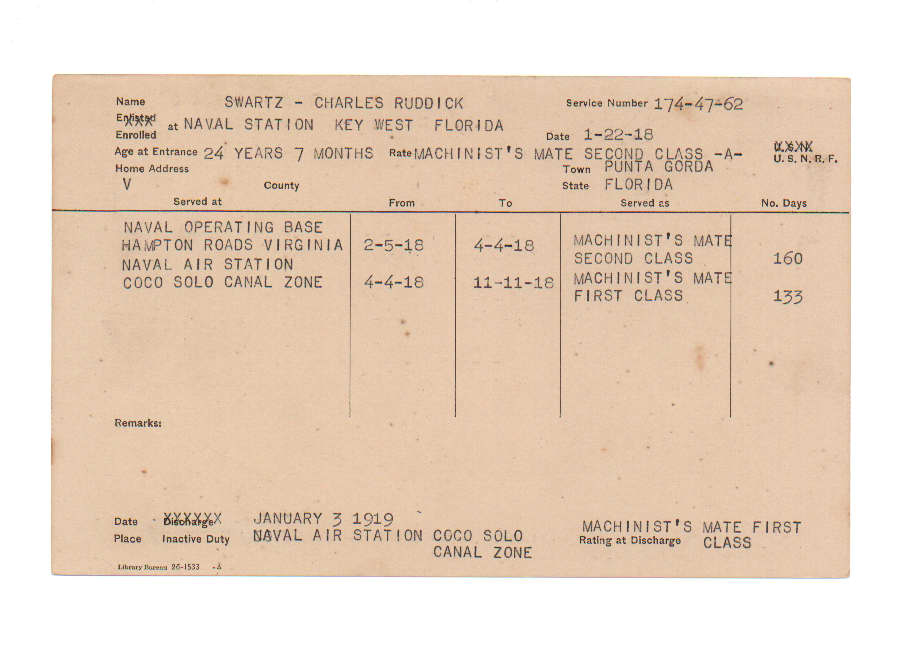 Name SWARTZ - CHARLES RUDDICK Service Number 174-47-62
Enlisted XXX
Enrolled at NAVAL STATION KEY WEST FLORIDA Date 1-22-18
Age at Entrance 24 YEARS 7 MONTHS Rate MACHINIST'S MATE SECOND CLASS -A- U. S. N. R. F.
Home Address Town PUNTA GORDA
V County State FLORIDA
Served at From To Served as No. Days
NAVAL OPERATING BASE
HAMPTON ROADS VIRGINIA 2-5-18 4-4-18 MACHINIST'S MATE
NAVAL AIR STATION SECOND CLASS 160
COCO SOLO CANAL ZONE 4-4-18 11-11-18 MACHINIST'S MATE
FIRST CLASS 133
Remarks:
Date Discharge XXXXXX JANUARY 3 1919
Place Inactive Duty NAVAL AIR STATION COCO SOLO
CANAL ZONE
MACHINIST'S MATE FIRST
Rating at Discharge CLASS
Library Bureau 26-1533 -A